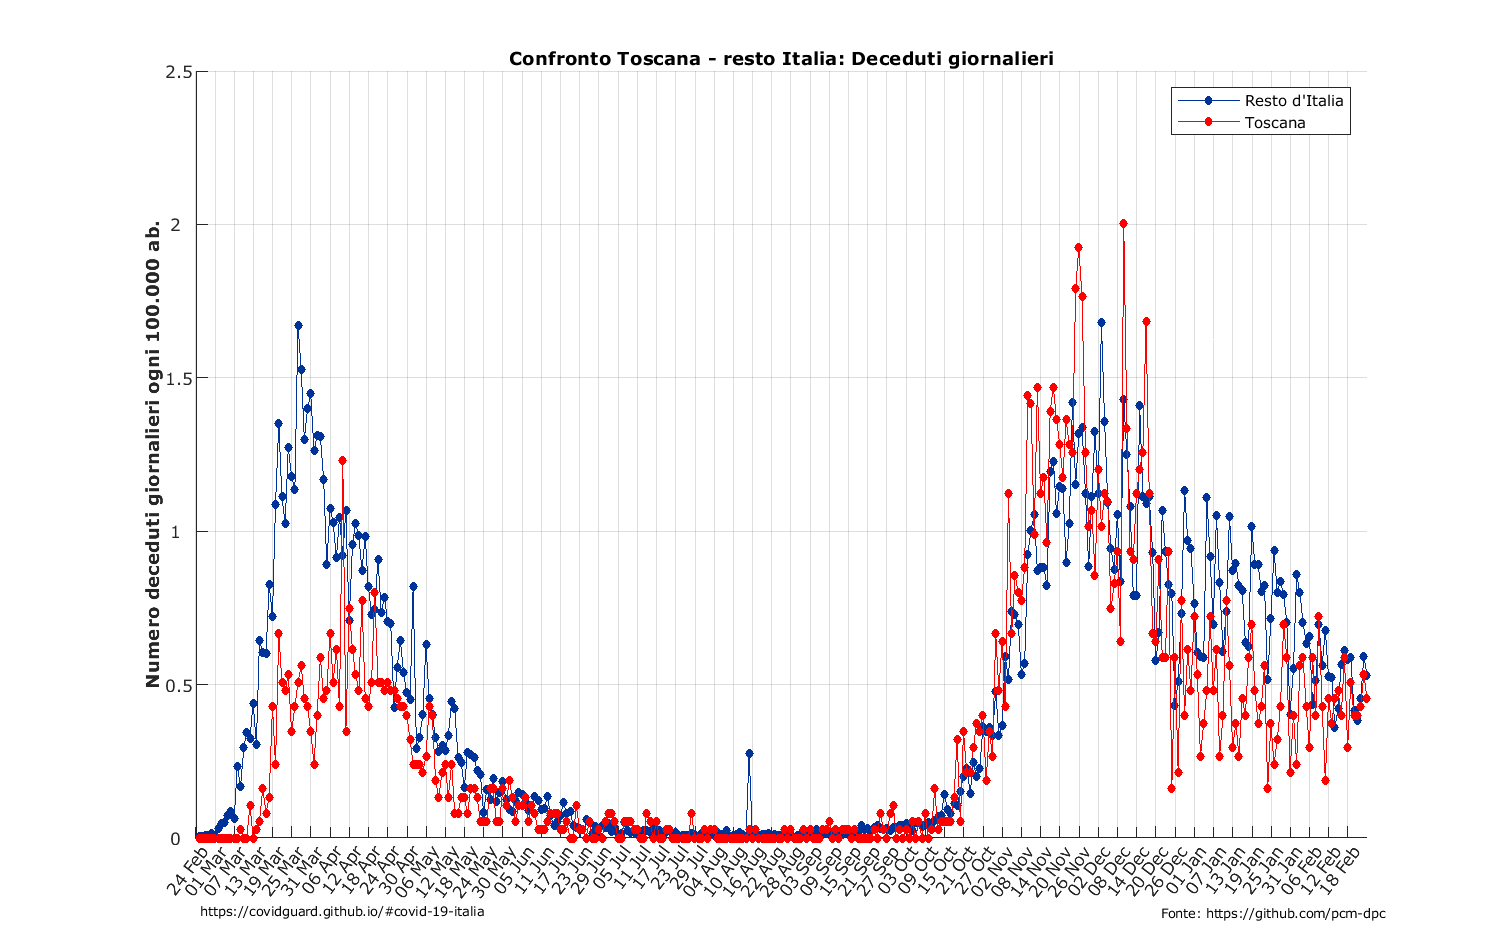 Confronto Toscana - resto Italia: Deceduti giornalieri
Resto d'Italia
Toscana
Numero deceduti giornalieri ogni 100.000 ab.
2.5
2
1.5
1
0.5
0
24 Feb
01 Mar
07 Mar
13 Mar
19 Mar
25 Mar
31 Mar
06 Apr
12 Apr
18 Apr
24 Apr
30 Apr
06 May
12 May
18 May
24 May
30 May
05 Jun
11 Jun
17 Jun
23 Jun
29 Jun
05 Jul
11 Jul
17 Jul
23 Jul
29 Jul
04 Aug
10 Aug
16 Aug
22 Aug
28 Aug
03 Sep
09 Sep
15 Sep
21 Sep
27 Sep
03 Oct
09 Oct
15 Oct
21 Oct
27 Oct
02 Nov
08 Nov
14 Nov
20 Nov
26 Nov
02 Dec
08 Dec
14 Dec
20 Dec
26 Dec
01 Jan
07 Jan
13 Jan
19 Jan
25 Jan
31 Jan
06 Feb
12 Feb
18 Feb
https://covidguard.github.io/#covid-19-italia
Fonte: https://github.com/pcm-dpc